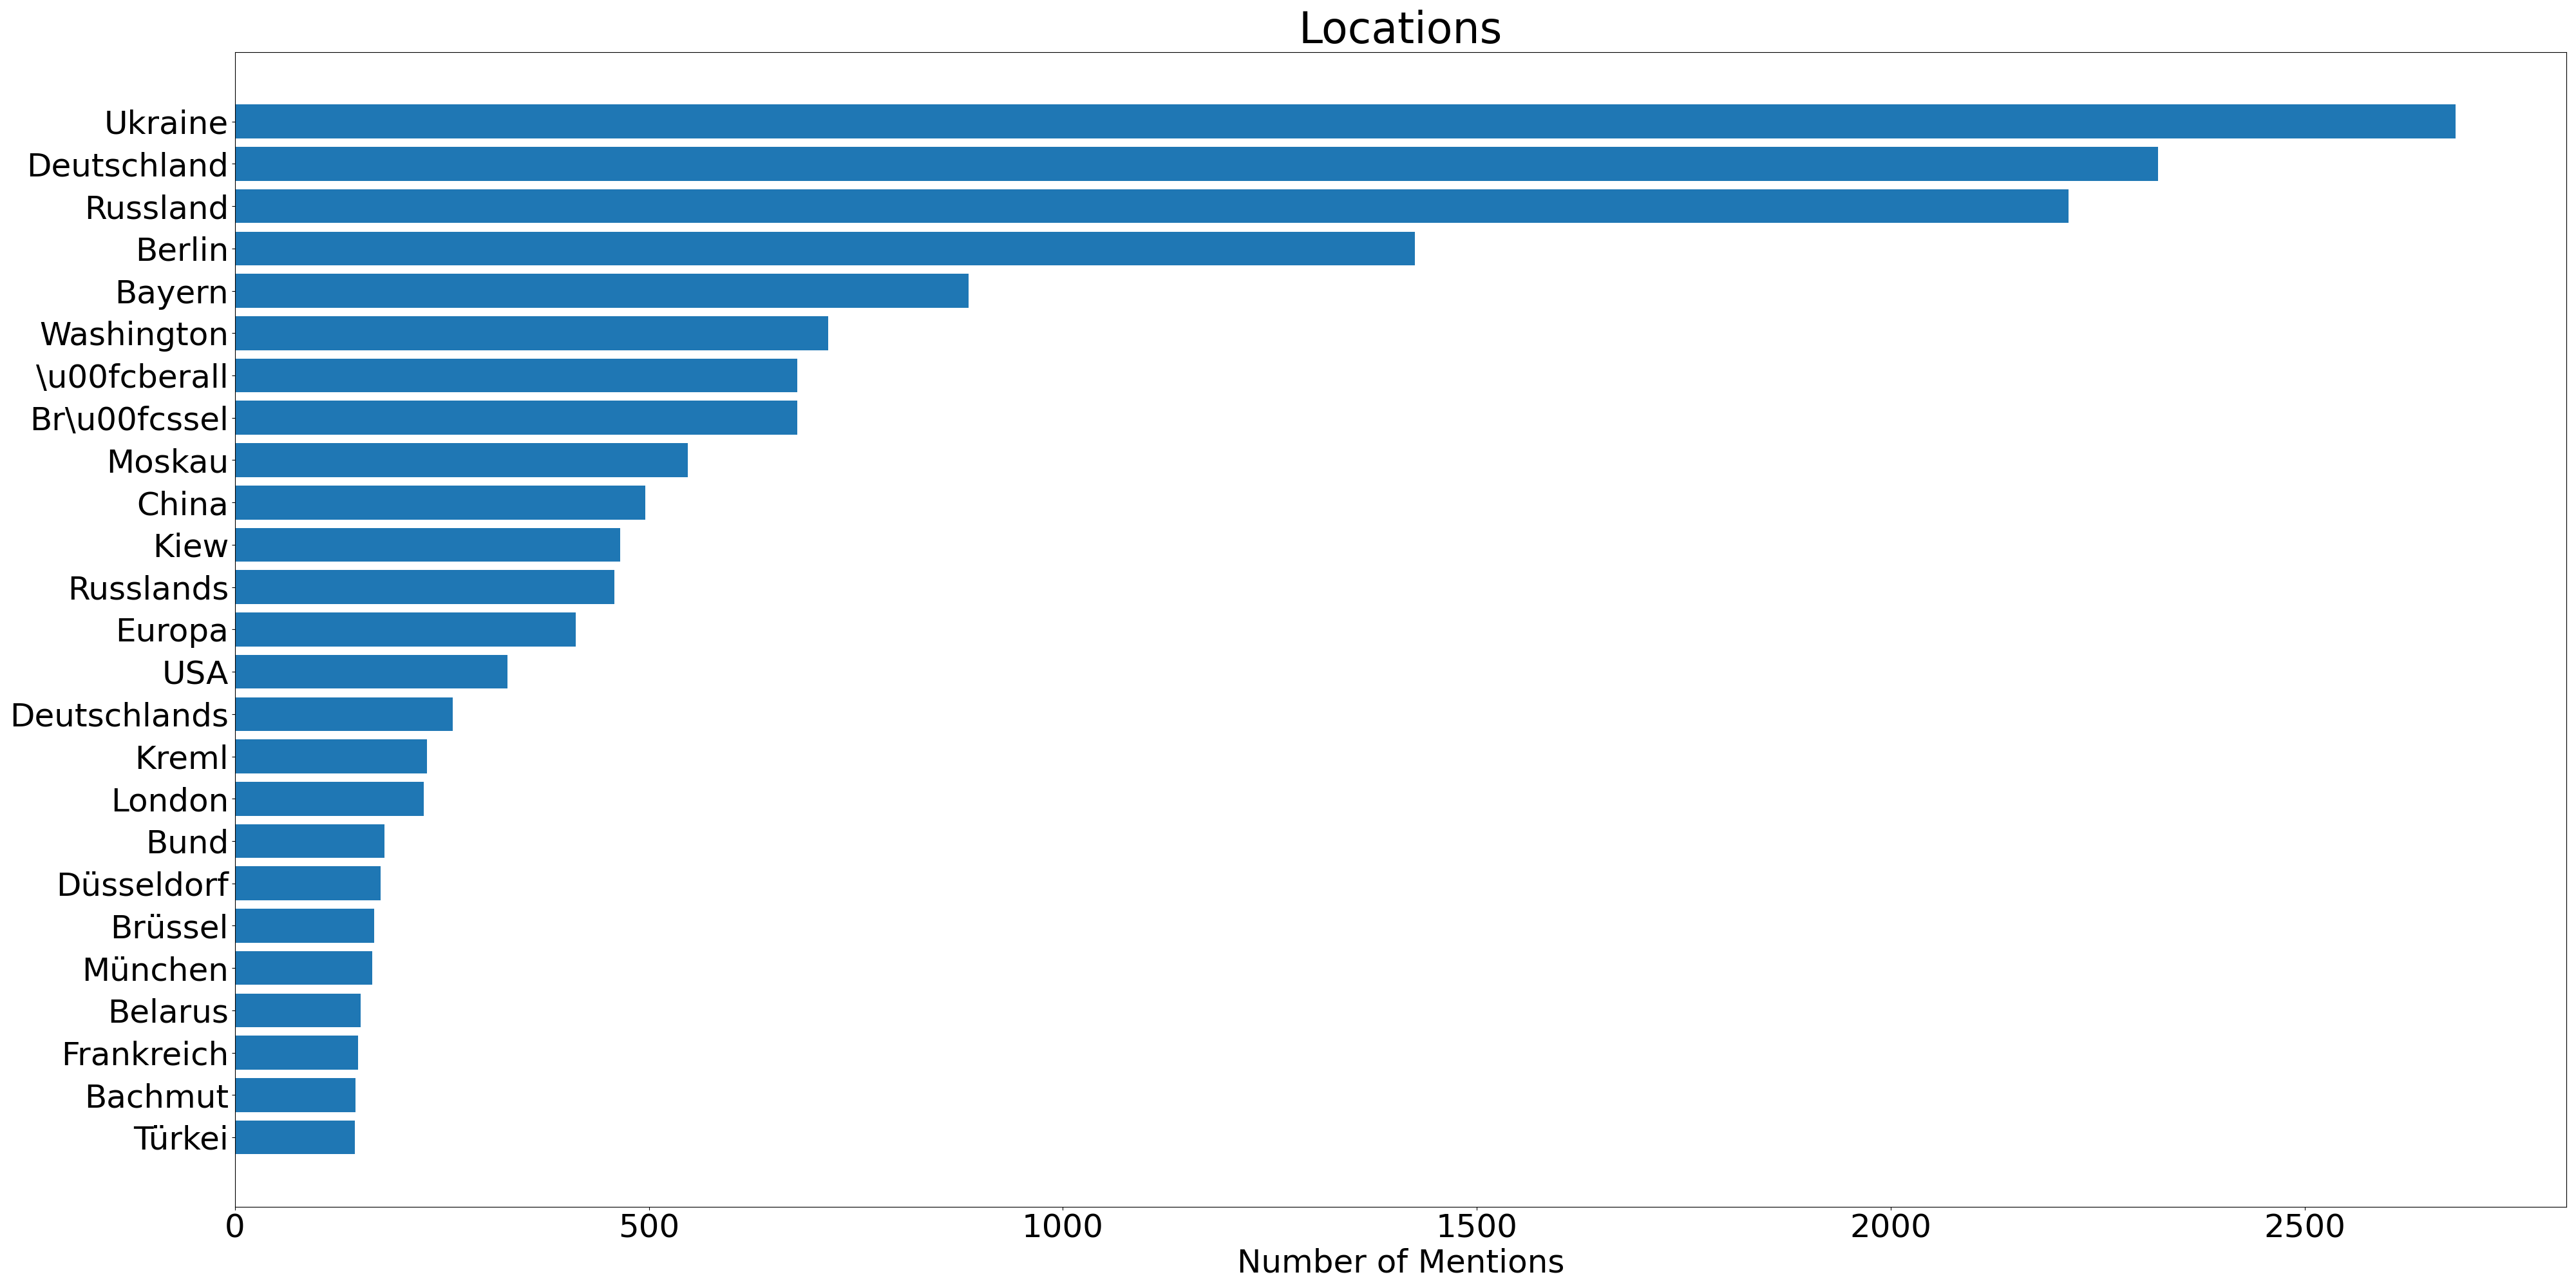 Locations
Ukraine
Deutschland
Russland
Berlin
Bayern
Washington
\u00fcberall
Br\u00fcssel
Moskau
China
Kiew
Russlands
Europa
USA
Deutschlands
Kreml
London
Bund
Düsseldorf
Brüssel
München
Belarus
Frankreich
Bachmut
Türkei
0 500 1000 1500 2000 2500
Number of Mentions